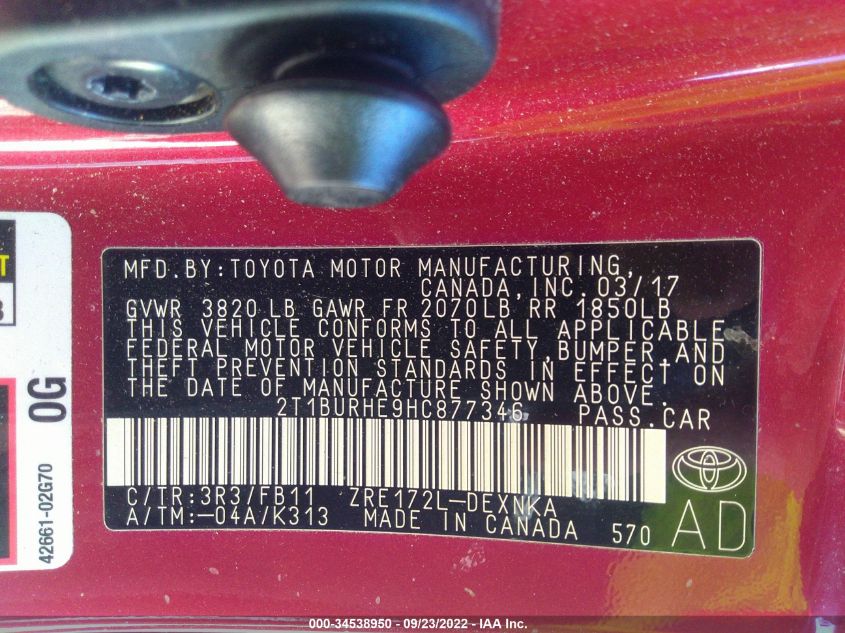 MFD.BY:TOYOTA MOTOR MANUFACTURING,
CANADA,INC.03/17
GVWR 3820 LB GAWR FR 2070LB RR 1850LB
THIS VEHICLE CONFORMS TO ALL APPLICABLE
FEDERAL MOTOR VEHICLE SAFETY,BUMPER,AND
THEFT PREVENTION STANDARDS IN EFFECT ON
THE DATE OF MANUFACTURE SHOWN ABOVE.
2T1BURHE9HC877346 PASS.CAR
C/TR:3R3/FB11 ZRE172L-DEXNKA
A/TM:-04A/K313 MADE IN CANADA 570
AD
0G
42661-02G70
000-34538950 - 09/23/2022 - IAA Inc.